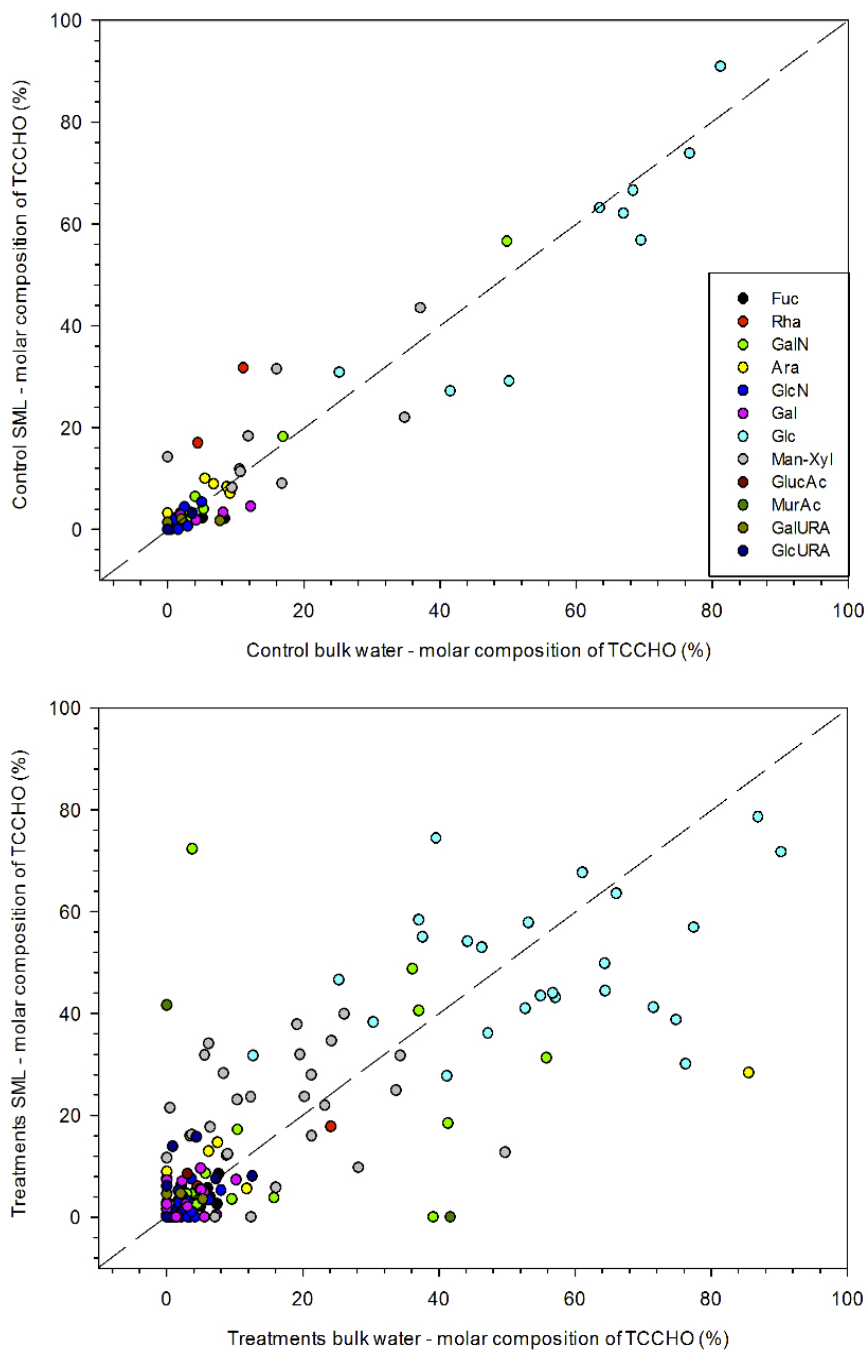 100
80
60
40
20
0
Control SML - molar composition of TCCHO (%)
Fuc
Rha
GalN
Ara
GlcN
Gal
Glc
Man-Xyl
GlucAc
MurAc
GalURA
GlcURA
0 20 40 60 80 100
Control bulk water - molar composition of TCCHO (%)
100
80
60
40
20
0
Treatments SML - molar composition of TCCHO (%)
0 20 40 60 80 100
Treatments bulk water - molar composition of TCCHO (%)